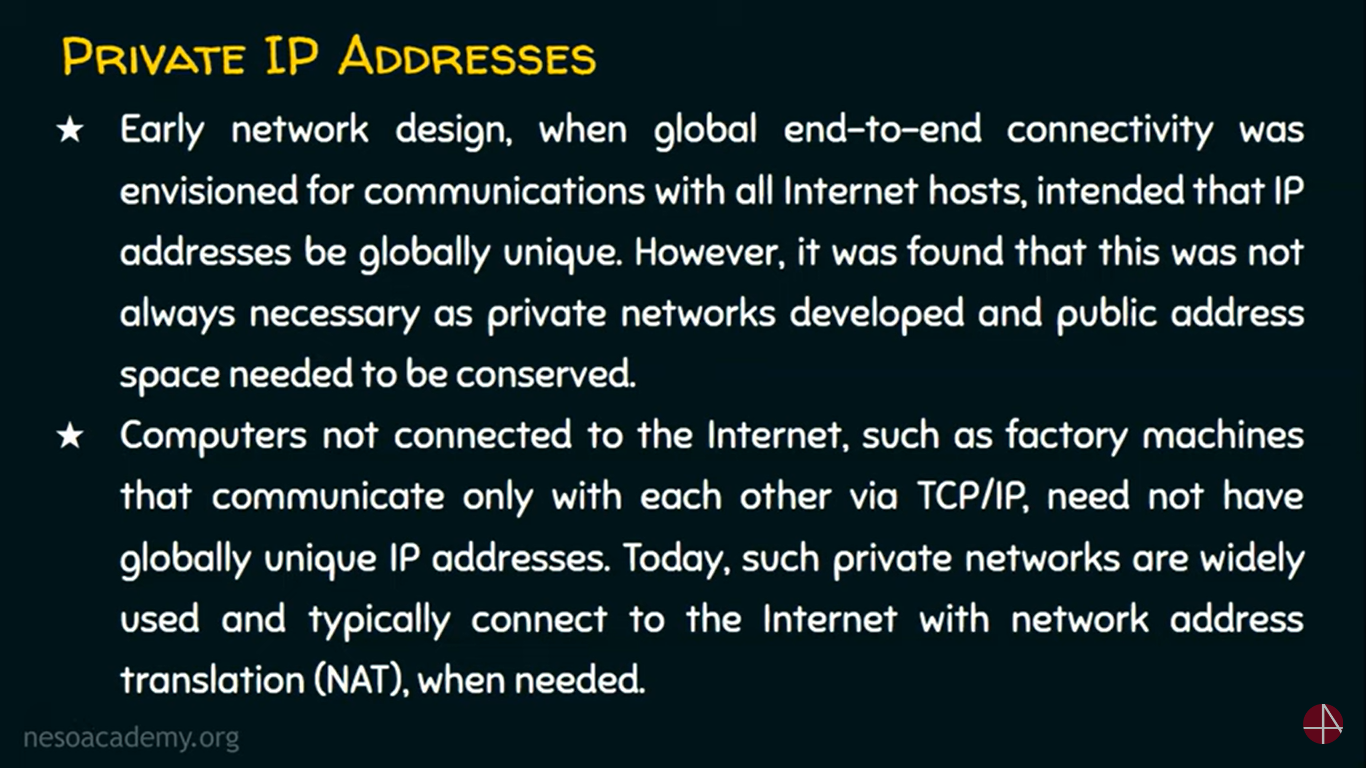 Private IP Addresses
★ Early network design, when global end-to-end connectivity was
envisioned for communications with all Internet hosts, intended that IP
addresses be globally unique. However, it was found that this was not
always necessary as private networks developed and public address
space needed to be conserved.
★ Computers not connected to the Internet, such as factory machines
that communicate only with each other via TCP/IP, need not have
globally unique IP addresses. Today, such private networks are widely
used and typically connect to the Internet with network address
translation (NAT), when needed.
nesoacademy.org